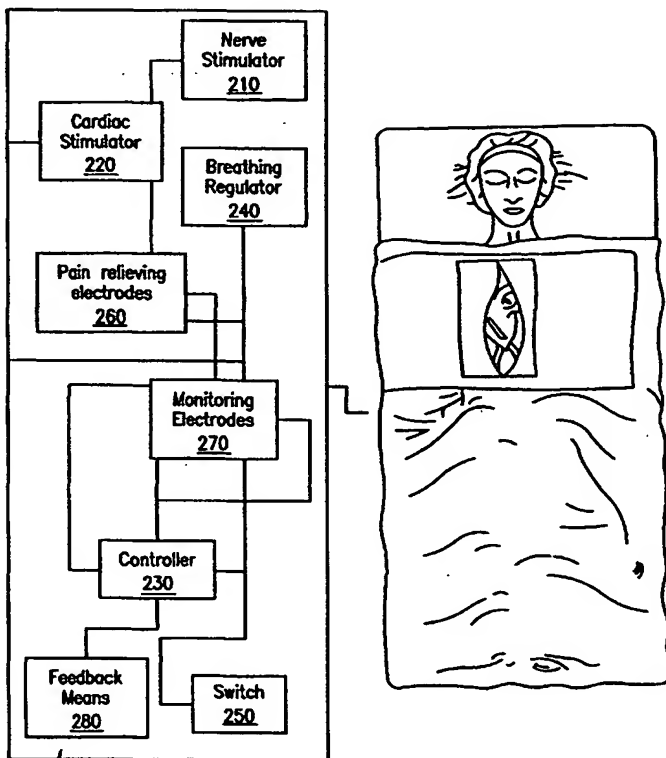 Nerve
Stimulator
210
Cardiac
Stimulator
220
Breathing
Regulator
240
Pain relieving
electrodes
260
Monitoring
Electrodes
270
Controller
230
Feedback
Means
280
Switch
250